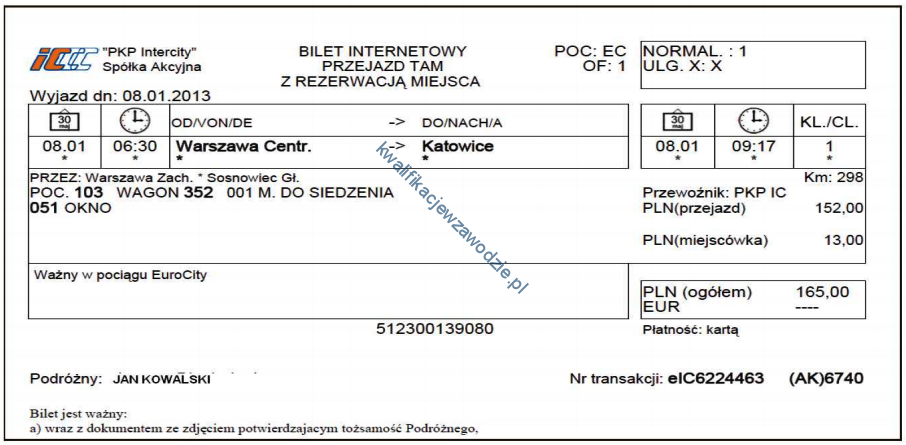 "PKP Intercity"
Spółka Akcyjna
BILET INTERNETOWY
PRZEJAZD TAM
Z REZERWACJĄ MIEJSCA
POC: EC
OF: 1
NORMAL. : 1
ULG. X: X
Wyjazd dn: 08.01.2013
30 maj OD/VON/DE -> DO/NACH/A 30 maj KL./CL.
08.01 06:30 Warszawa Centr. -> Katowice 08.01 09:17 1
* * * * * * *
PRZEZ: Warszawa Zach. * Sosnowiec Gł. Km: 298
POC. 103 WAGON 352 001 M. DO SIEDZENIA
051 OKNO
Przewoźnik: PKP IC
PLN(przejazd) 152,00
PLN(miejscówka) 13,00
kwalifikacjewzawodzie.pl
Ważny w pociągu EuroCity
PLN (ogółem) 165,00
EUR ----
512300139080
Płatność: kartą
Podróżny: JAN KOWALSKI
Nr transakcji: eIC6224463 (AK)6740
Bilet jest ważny:
a) wraz z dokumentem ze zdjęciem potwierdzajacym tożsamość Podróżnego,